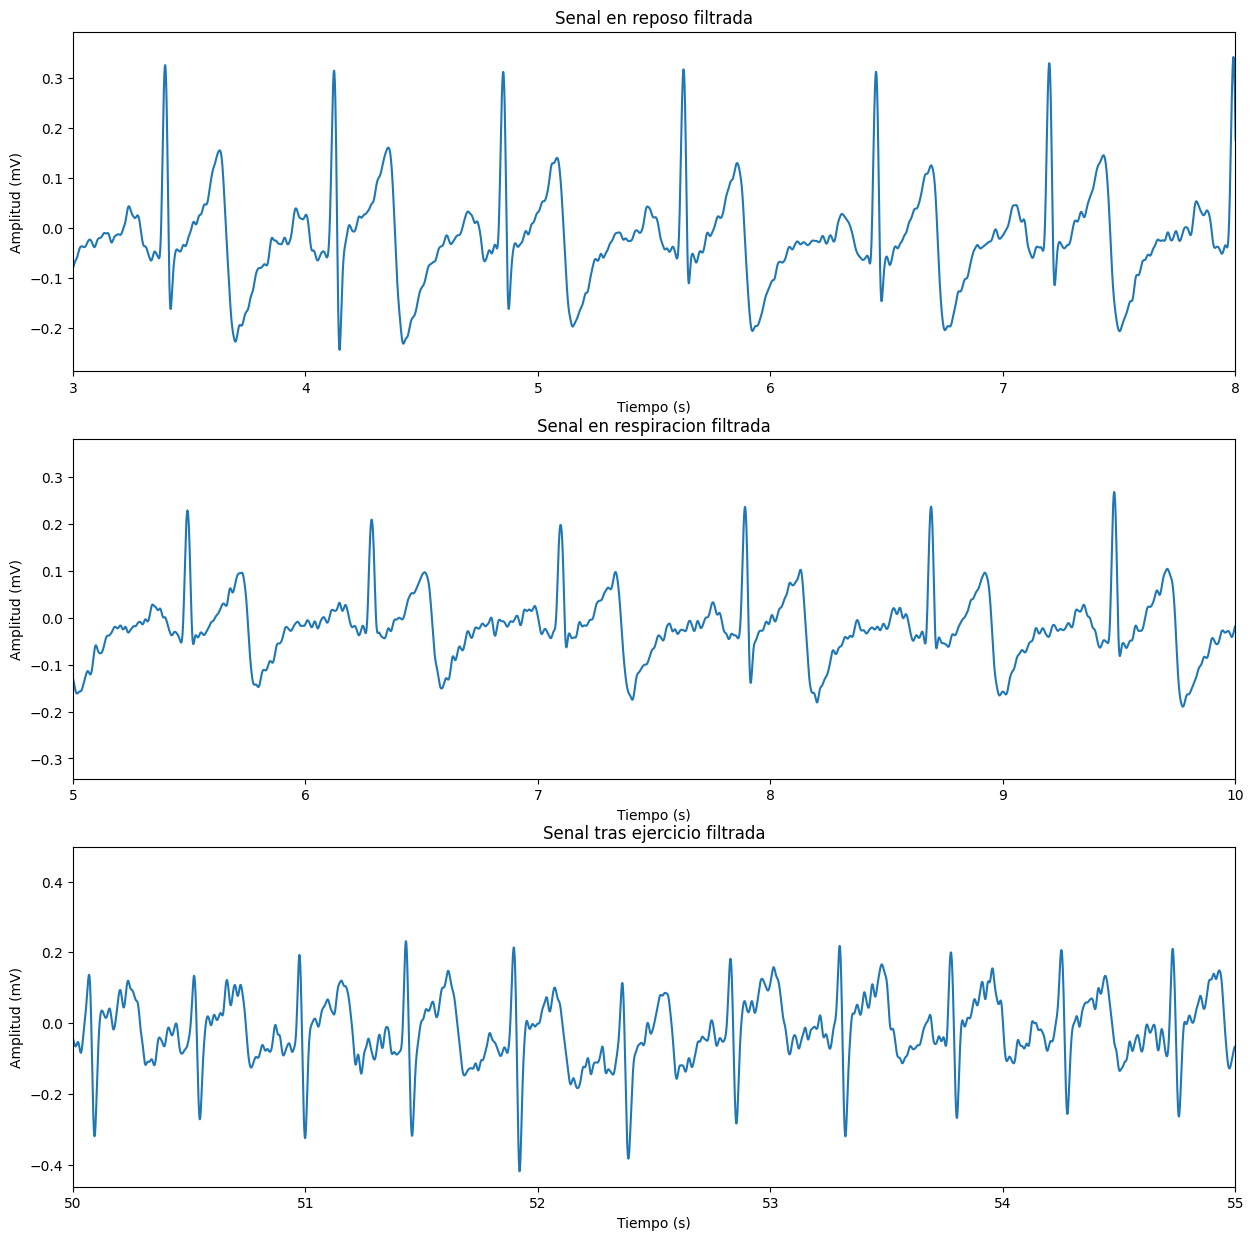 Senal en reposo filtrada
Amplitud (mV)
0.3
0.2
0.1
0.0
−0.1
−0.2
3 4 5 6 7 8
Tiempo (s)
Senal en respiracion filtrada
Amplitud (mV)
0.3
0.2
0.1
0.0
−0.1
−0.2
−0.3
5 6 7 8 9 10
Tiempo (s)
Senal tras ejercicio filtrada
Amplitud (mV)
0.4
0.2
0.0
−0.2
−0.4
50 51 52 53 54 55
Tiempo (s)